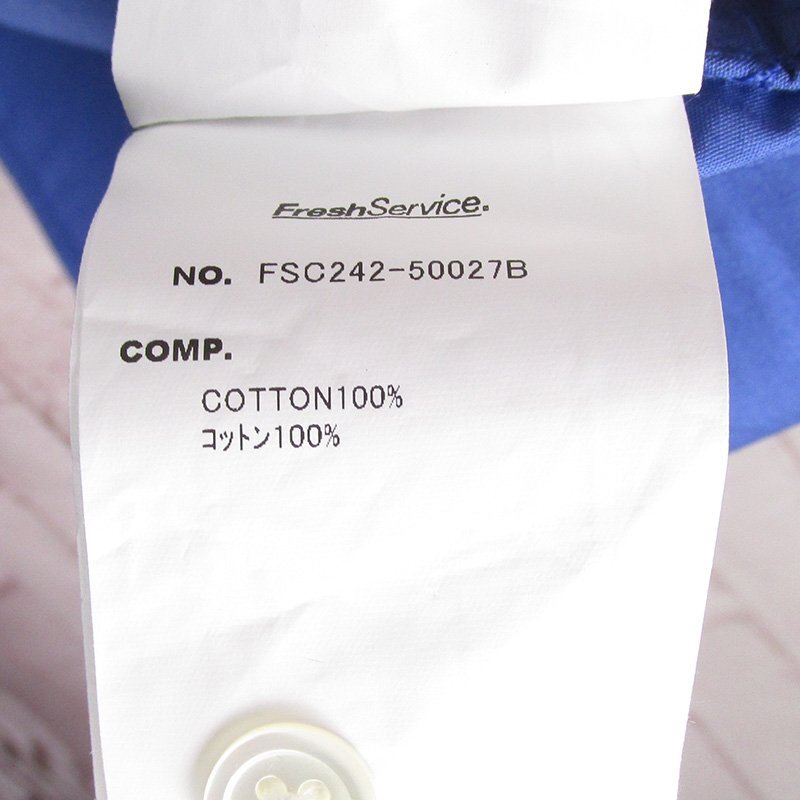 FreshService.
NO. FSC242-50027B
COMP.
COTTON100%
コットン100%